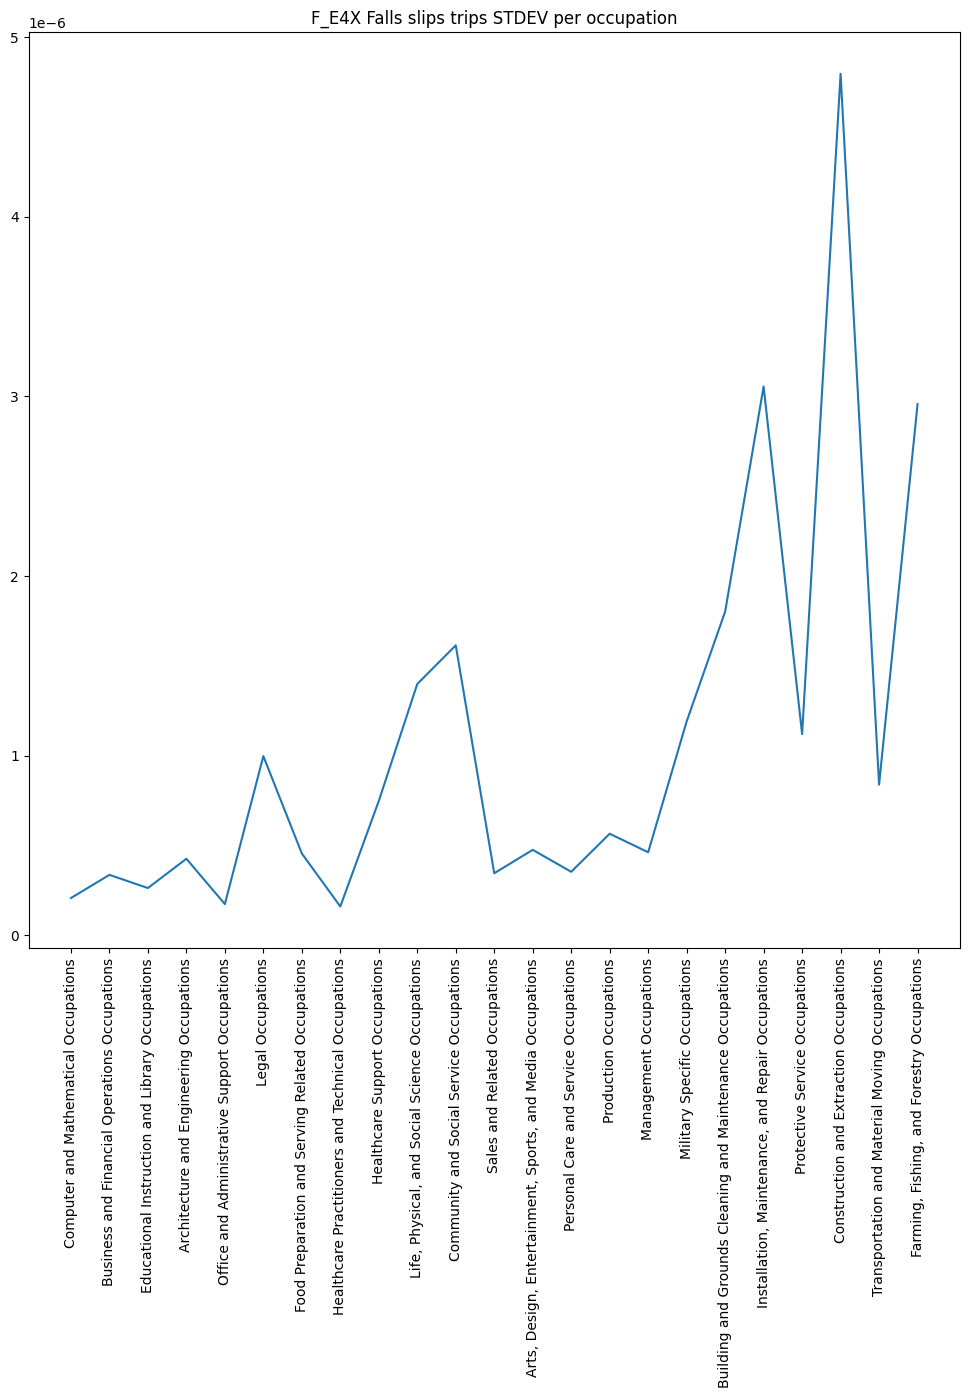 F_E4X Falls slips trips STDEV per occupation
1e−6
5
4
3
2
1
0
Computer and Mathematical Occupations
Business and Financial Operations Occupations
Educational Instruction and Library Occupations
Architecture and Engineering Occupations
Office and Administrative Support Occupations
Legal Occupations
Food Preparation and Serving Related Occupations
Healthcare Practitioners and Technical Occupations
Healthcare Support Occupations
Life, Physical, and Social Science Occupations
Community and Social Service Occupations
Sales and Related Occupations
Arts, Design, Entertainment, Sports, and Media Occupations
Personal Care and Service Occupations
Production Occupations
Management Occupations
Military Specific Occupations
Building and Grounds Cleaning and Maintenance Occupations
Installation, Maintenance, and Repair Occupations
Protective Service Occupations
Construction and Extraction Occupations
Transportation and Material Moving Occupations
Farming, Fishing, and Forestry Occupations